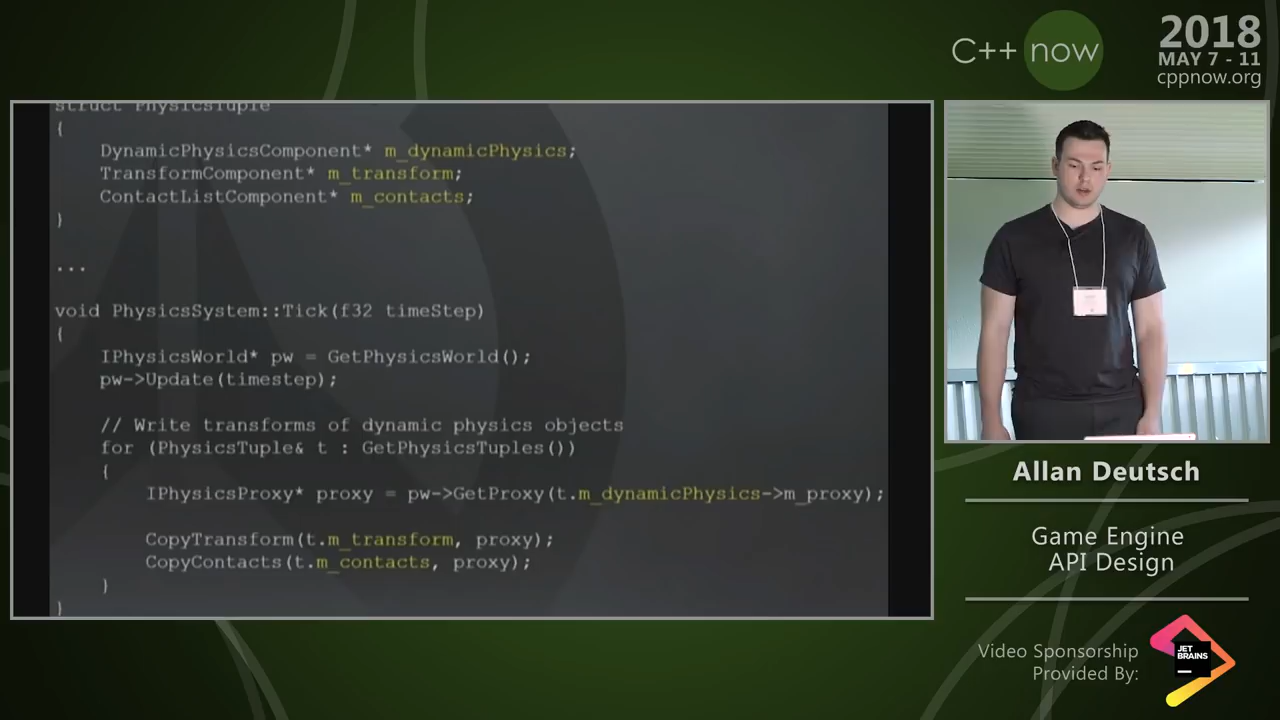 C++ now
2018
MAY 7 - 11
cppnow.org
struct PhysicsTuple
{
DynamicPhysicsComponent* m_dynamicPhysics;
TransformComponent* m_transform;
ContactListComponent* m_contacts;
}
...
void PhysicsSystem::Tick(f32 timeStep)
{
IPhysicsWorld* pw = GetPhysicsWorld();
pw->Update(timestep);
// Write transforms of dynamic physics objects
for (PhysicsTuple& t : GetPhysicsTuples())
{
IPhysicsProxy* proxy = pw->GetProxy(t.m_dynamicPhysics->m_proxy);
CopyTransform(t.m_transform, proxy);
CopyContacts(t.m_contacts, proxy);
}
}
Allan Deutsch
Game Engine
API Design
Video Sponsorship
Provided By:
JET
BRAINS